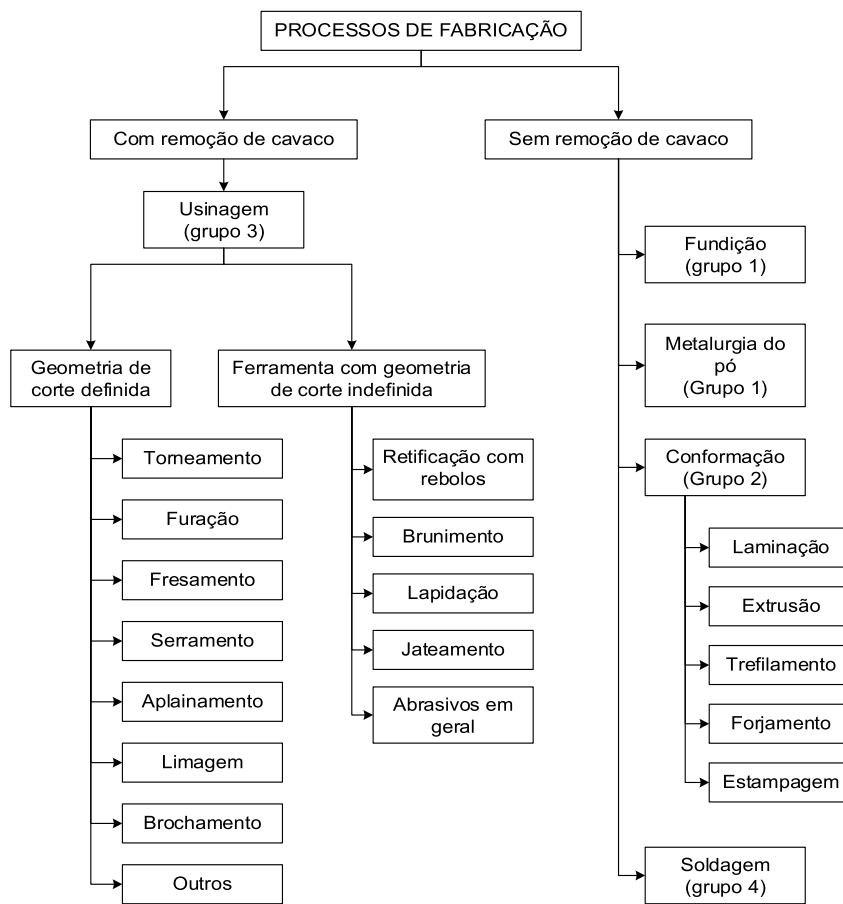 PROCESSOS DE FABRICAÇÃO
Com remoção de cavaco
Sem remoção de cavaco
Usinagem
(grupo 3)
Geometria de
corte definida
Ferramenta com geometria
de corte indefinida
Torneamento
Furação
Fresamento
Serramento
Aplainamento
Limagem
Brochamento
Outros
Retificação com
rebolos
Brunimento
Lapidação
Jateamento
Abrasivos em
geral
Fundição
(grupo 1)
Metalurgia do
pó
(Grupo 1)
Conformação
(Grupo 2)
Laminação
Extrusão
Trefilamento
Forjamento
Estampagem
Soldagem
(grupo 4)